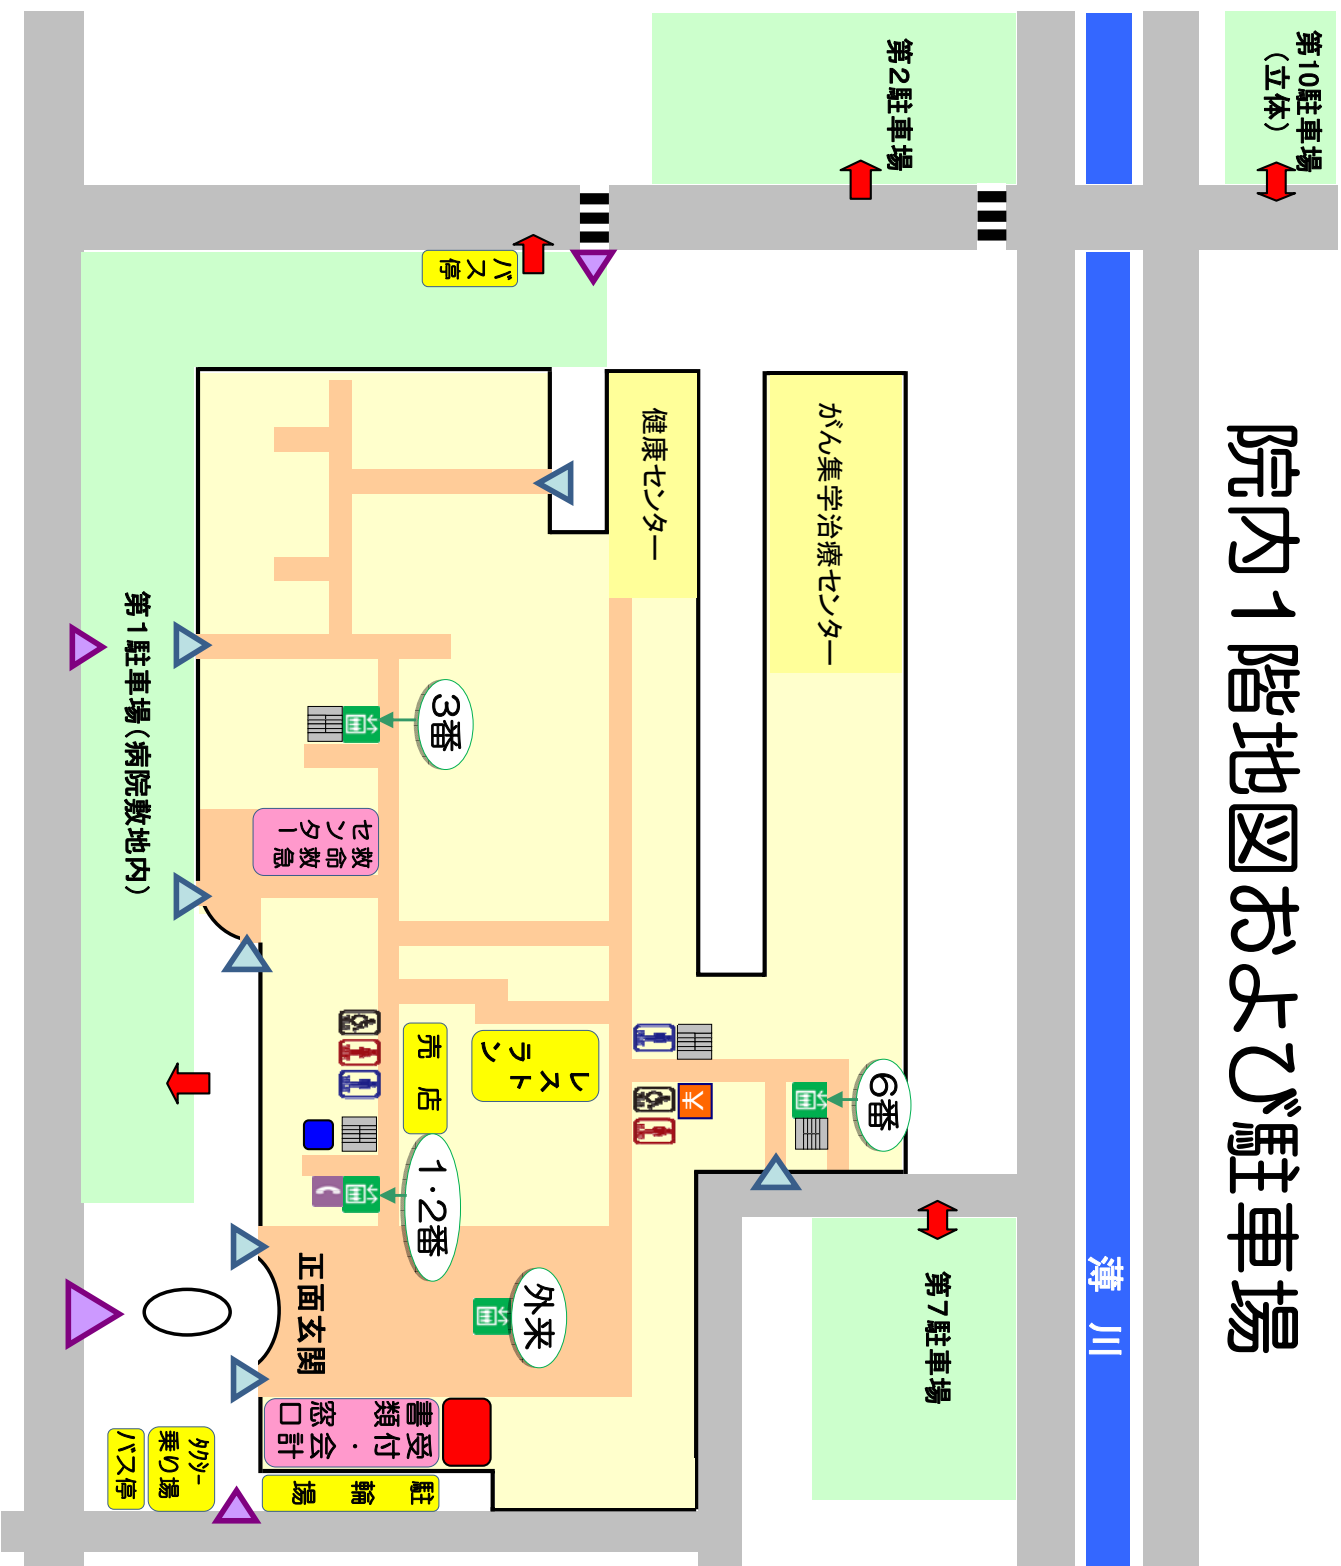 院内１階地図および駐車場
第10駐車場
（立体）
第２駐車場
バス
停
健康センター
がん集学治療センター
第１駐車場（病院敷地内）
3番
救命救急
センター
売店
レスト
ラン
6番
1・2番
正面玄関
外来
薄川
第７駐車場
書類
窓口
受付・会計
駐輪場
ﾀｸｼｰ
乗り場
バス停